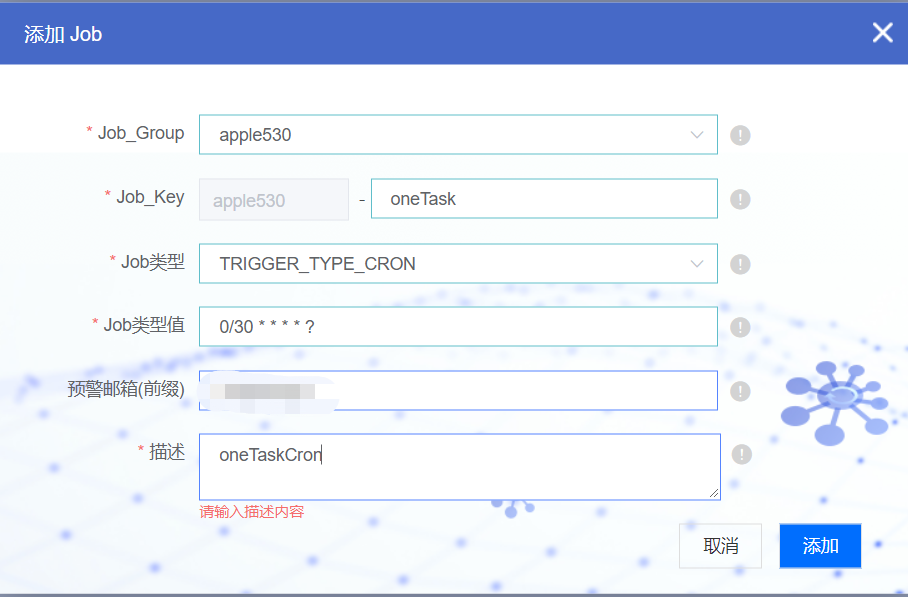 添加 Job
* Job_Group apple530
* Job_Key apple530 - oneTask
* Job类型 TRIGGER_TYPE_CRON
* Job类型值 0/30 * * * * ?
预警邮箱(前缀)
* 描述 oneTaskCron
请输入描述内容
取消 添加